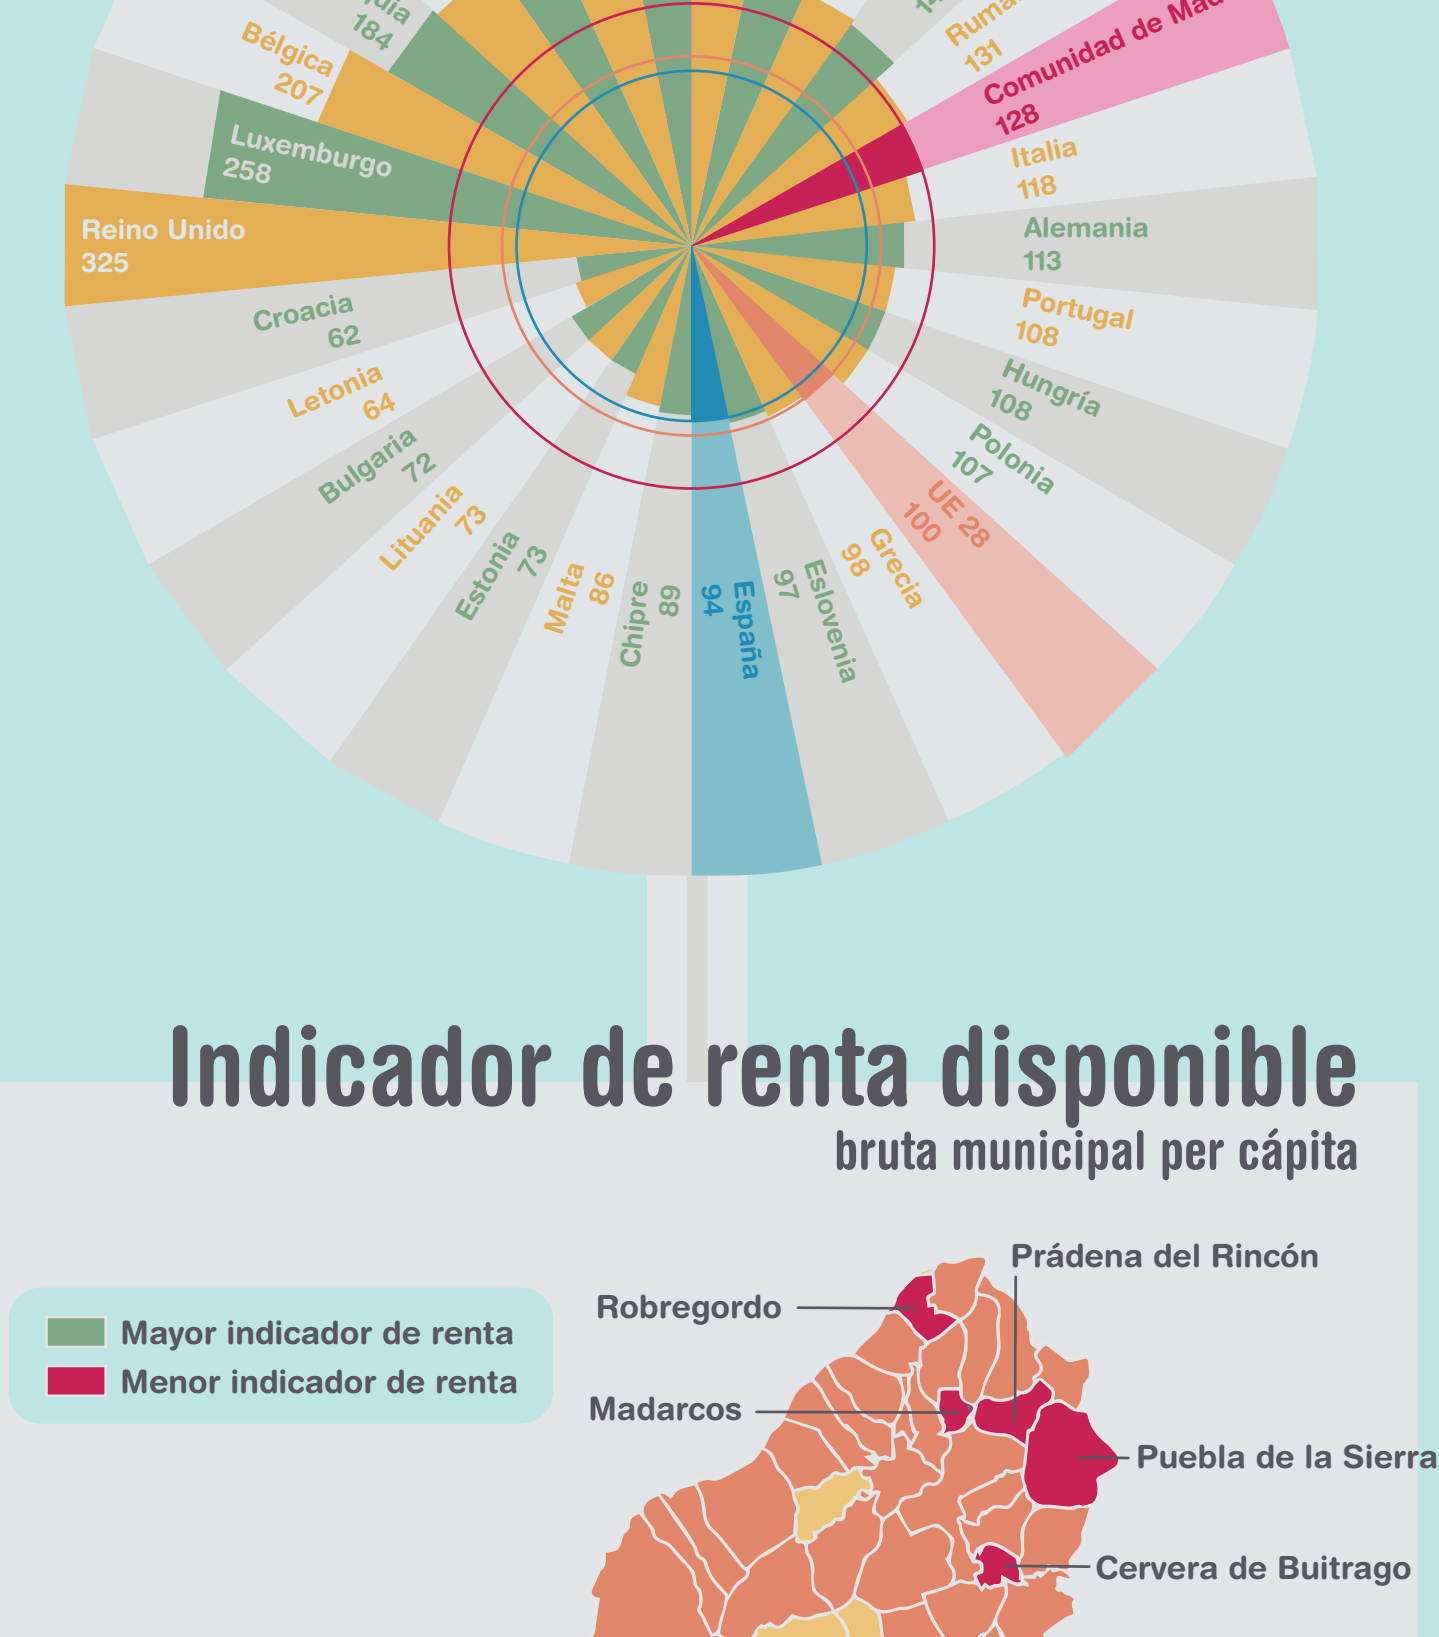 184
Bélgica
207
Luxemburgo
258
Reino Unido
325
Croacia
62
Letonia
64
Bulgaria
72
Lituania
73
Estonia
73
Malta
86
Chipre
89
España
94
Eslovenia
97
Grecia
98
UE 28
100
Polonia
107
Hungría
108
Portugal
108
Alemania
113
Italia
118
Comunidad de
128
131
Indicador de renta disponible
bruta municipal per cápita
Mayor indicador de renta
Menor indicador de renta
Prádena del Rincón
Robregordo
Madarcos
Puebla de la Sierra
Cervera de Buitrago